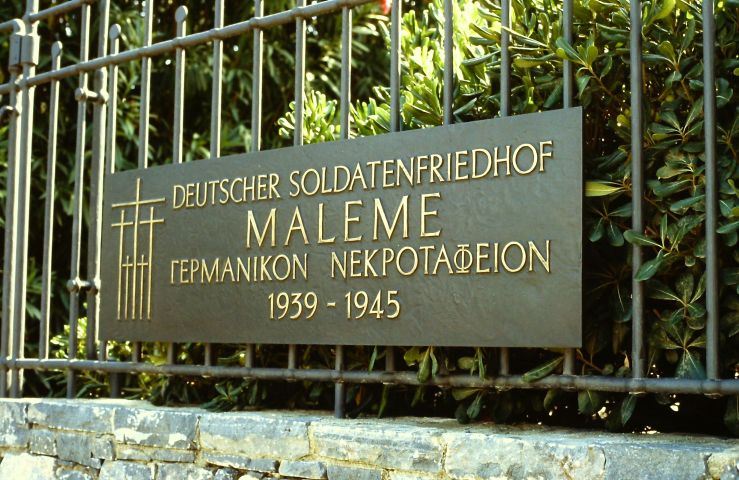 DEUTSCHER SOLDATENFRIEDHOF
MALEME
ΓΕΡΜΑΝΙΚΟΝ ΝΕΚΡΟΤΑΦΕΙΟΝ
1939 - 1945